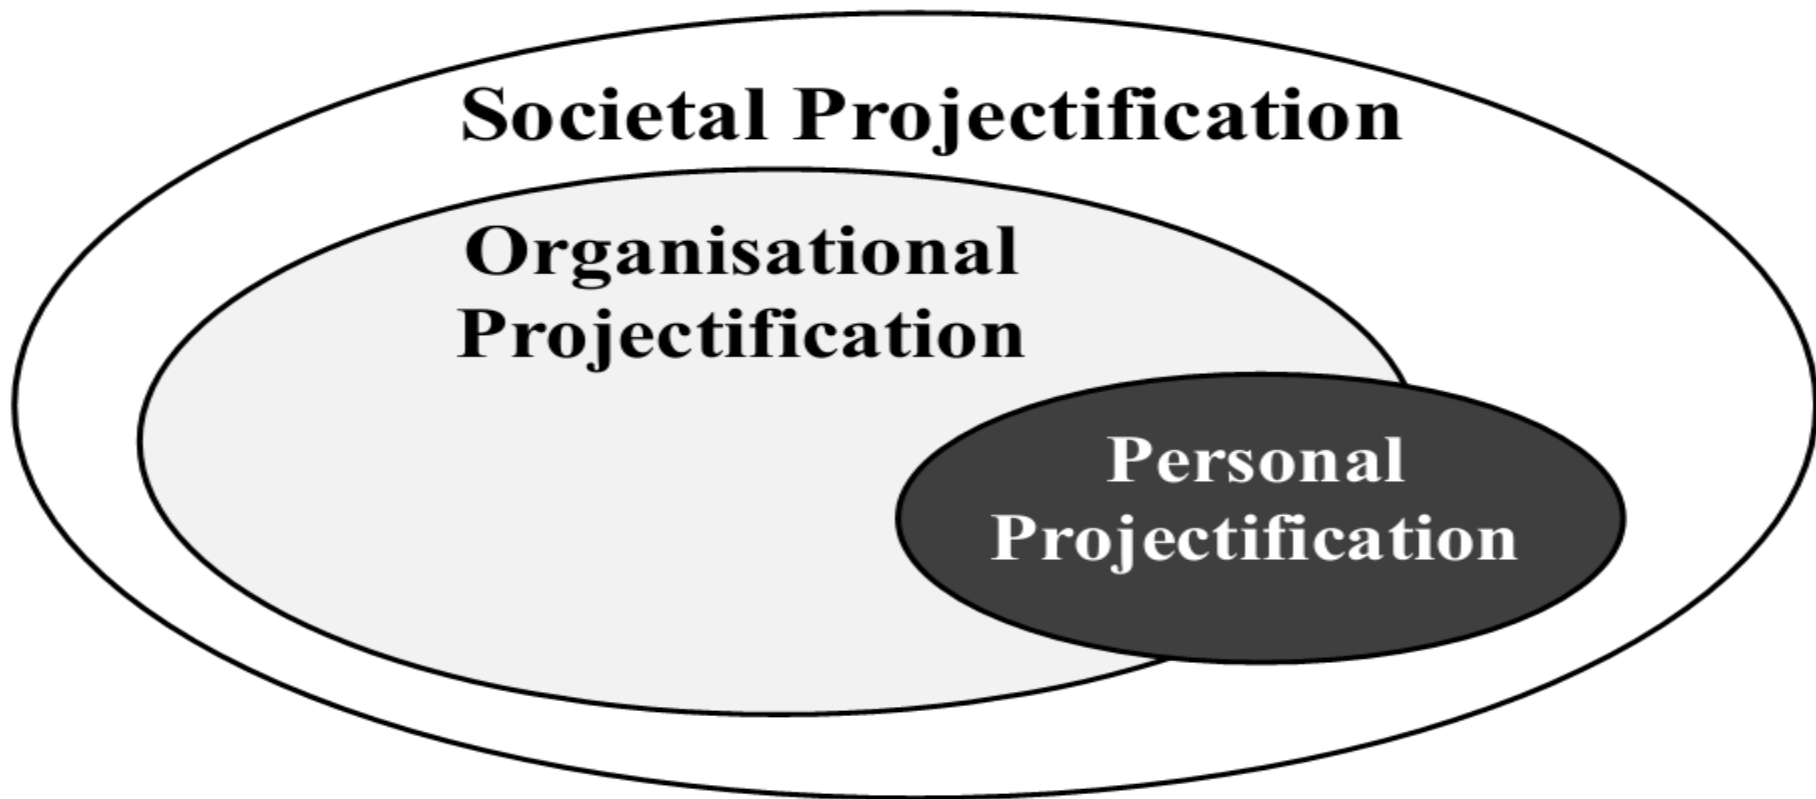 Societal Projectification
Organisational
Projectification
Personal
Projectification